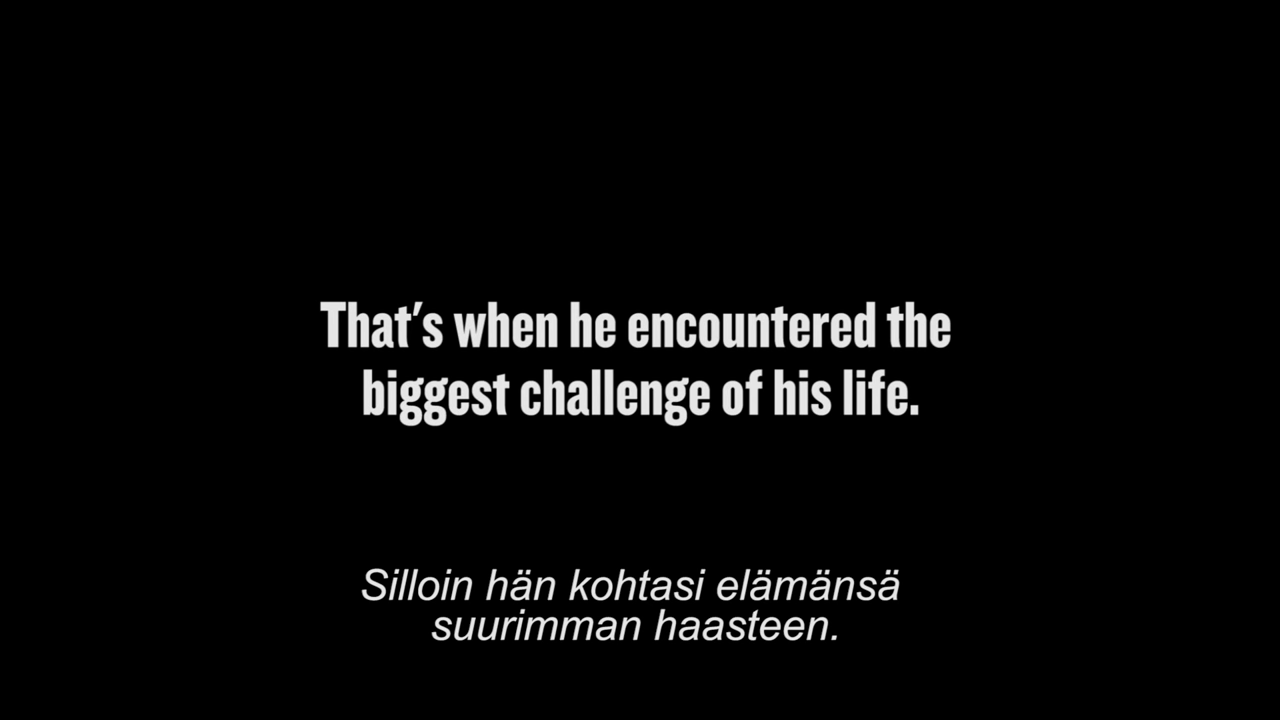 That's when he encountered the
biggest challenge of his life.
Silloin hän kohtasi elämänsä
suurimman haasteen.